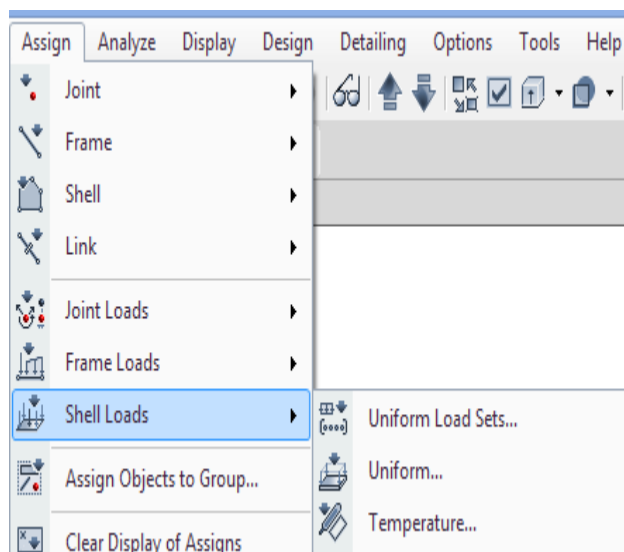 Assign Analyze Display Design Detailing Options Tools Help
Joint
Frame
Shell
Link
Joint Loads
Frame Loads
Shell Loads
Uniform Load Sets...
Assign Objects to Group...
Uniform...
Temperature...
Clear Display of Assigns